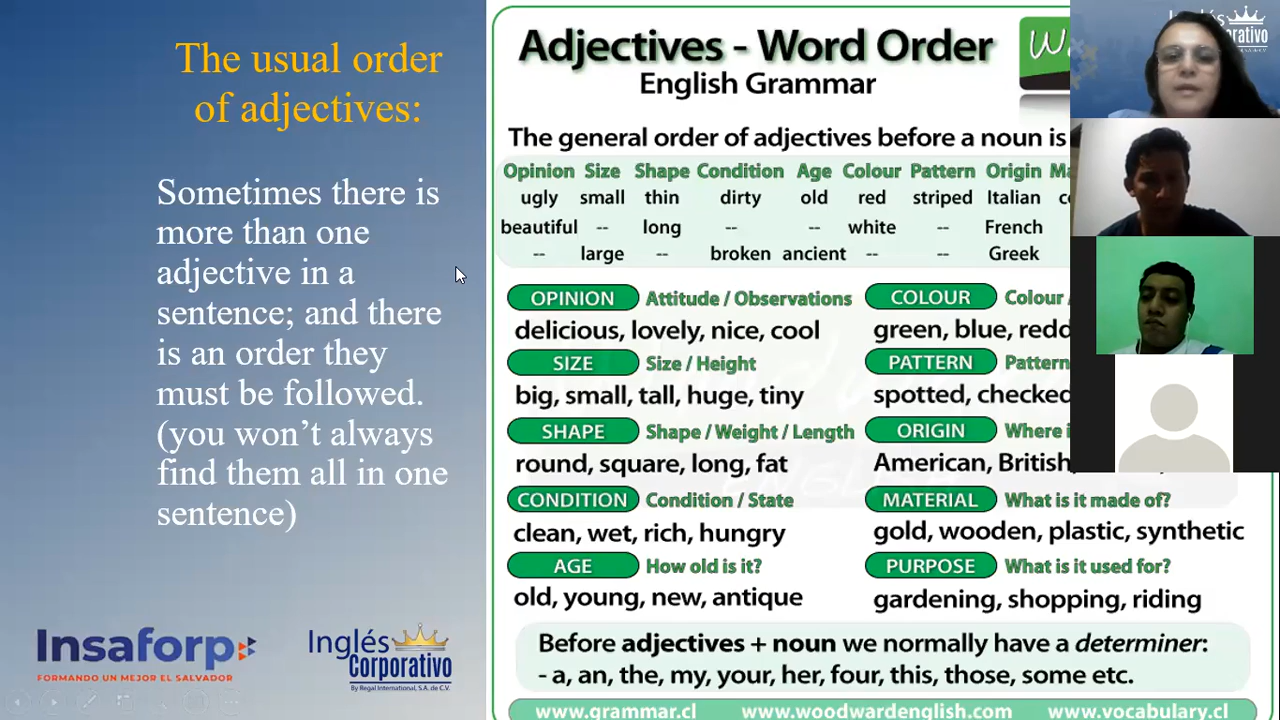 The usual order
of adjectives:
Sometimes there is
more than one
adjective in a
sentence; and there
is an order they
must be followed.
(you won't always
find them all in one
sentence)
Insaforp
FORMANDO UN MEJOR EL SALVADOR
Inglés
Corporativo
By Regal International, S.A. de C.V.
Adjectives - Word Order
English Grammar
The general order of adjectives before a noun is
Opinion Size Shape Condition Age Colour Pattern Origin
ugly small thin dirty old red striped Italian
beautiful -- long -- -- white -- French
-- large -- broken ancient -- -- Greek
OPINION Attitude / Observations
delicious, lovely, nice, cool
SIZE Size / Height
big, small, tall, huge, tiny
SHAPE Shape / Weight / Length
round, square, long, fat
CONDITION Condition / State
clean, wet, rich, hungry
AGE How old is it?
old, young, new, antique
COLOUR Colour
green, blue, redd
PATTERN Pattern
spotted, checked
ORIGIN Where
American, British
MATERIAL What is it made of?
gold, wooden, plastic, synthetic
PURPOSE What is it used for?
gardening, shopping, riding
Before adjectives + noun we normally have a determiner:
- a, an, the, my, your, her, four, this, those, some etc.
www.grammar.cl www.woodwardenglish.com www.vocabulary.cl